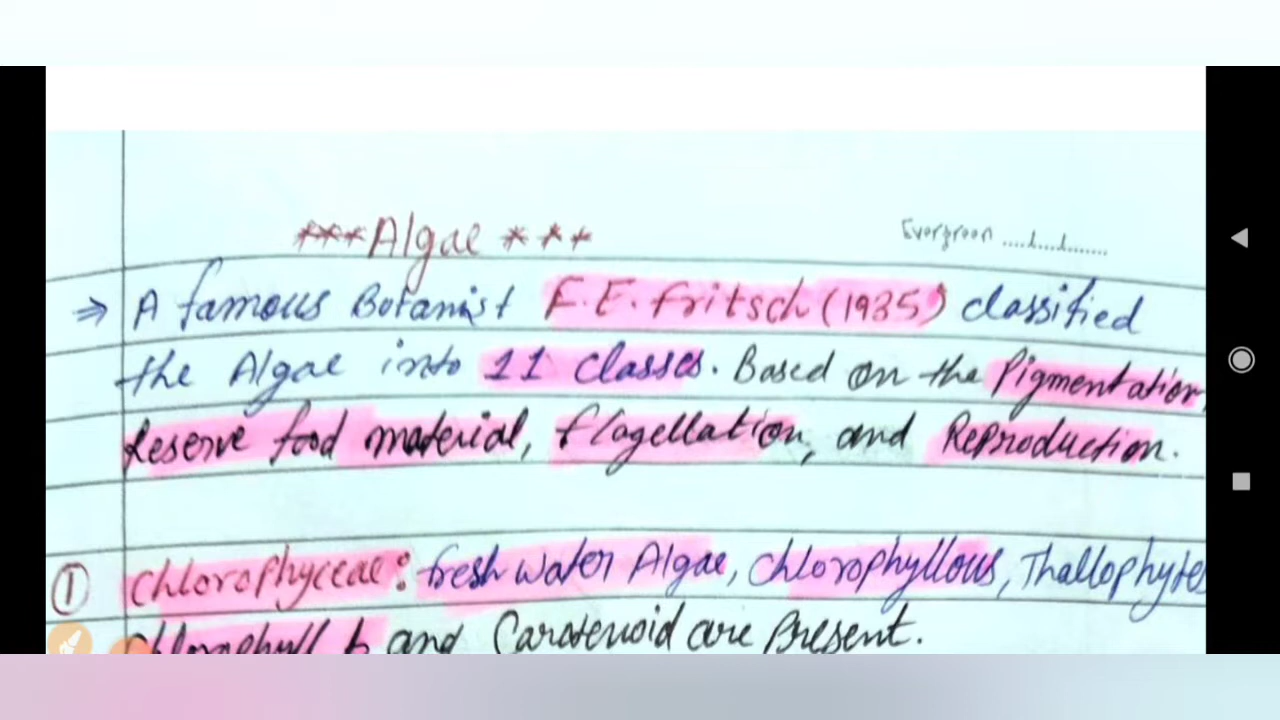 *** Algae ***
Evergreen
⇒ A famous Botanist F.E. Fritsch (1935) classified
the Algae into 11 classes. Based on the Pigmentation,
Reserve food material, flagellation, and Reproduction.
① Chlorophyceae: fresh water Algae, Chlorophyllous, Thallophytes
Chlorophyll b and Carotenoid are Present.